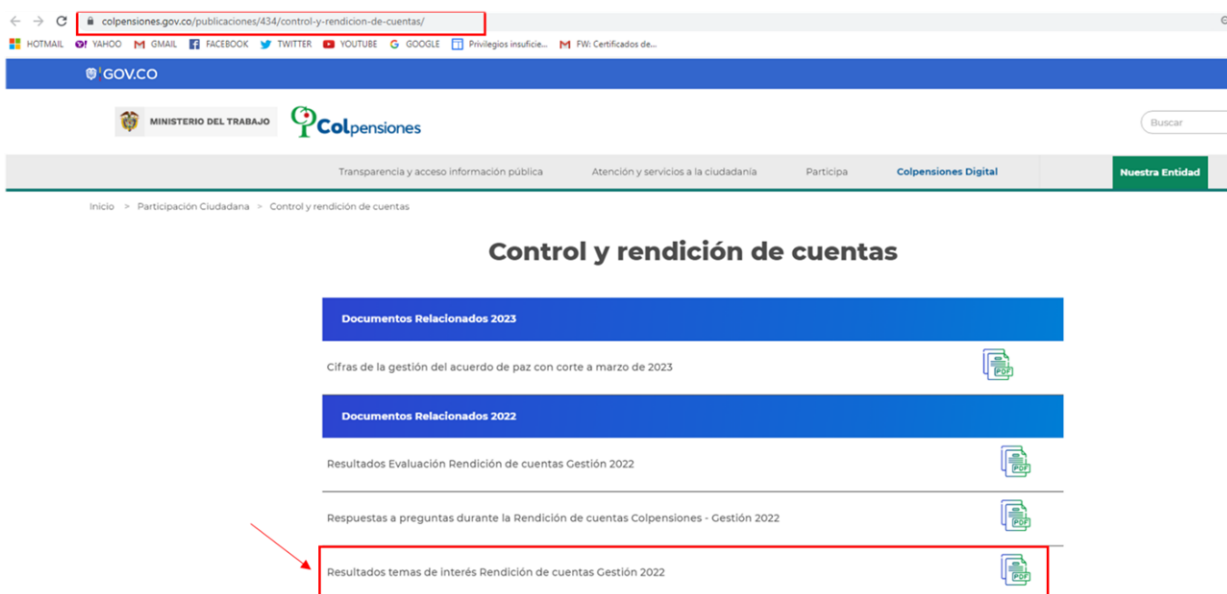 colpensiones.gov.co/publicaciones/434/control-y-rendicion-de-cuentas/
HOTMAIL YAHOO GMAIL FACEBOOK TWITTER YOUTUBE GOOGLE Privilegios insuficie... FW: Certificados de...
GOV.CO
MINISTERIO DEL TRABAJO Colpensiones Buscar
Transparencia y acceso información pública Atención y servicios a la ciudadanía Participa Colpensiones Digital Nuestra Entidad
Inicio > Participación Ciudadana > Control y rendición de cuentas
Control y rendición de cuentas
Documentos Relacionados 2023
Cifras de la gestión del acuerdo de paz con corte a marzo de 2023 PDF
Documentos Relacionados 2022
Resultados Evaluación Rendición de cuentas Gestión 2022 PDF
Respuestas a preguntas durante la Rendición de cuentas Colpensiones - Gestión 2022 PDF
Resultados temas de interés Rendición de cuentas Gestión 2022 PDF